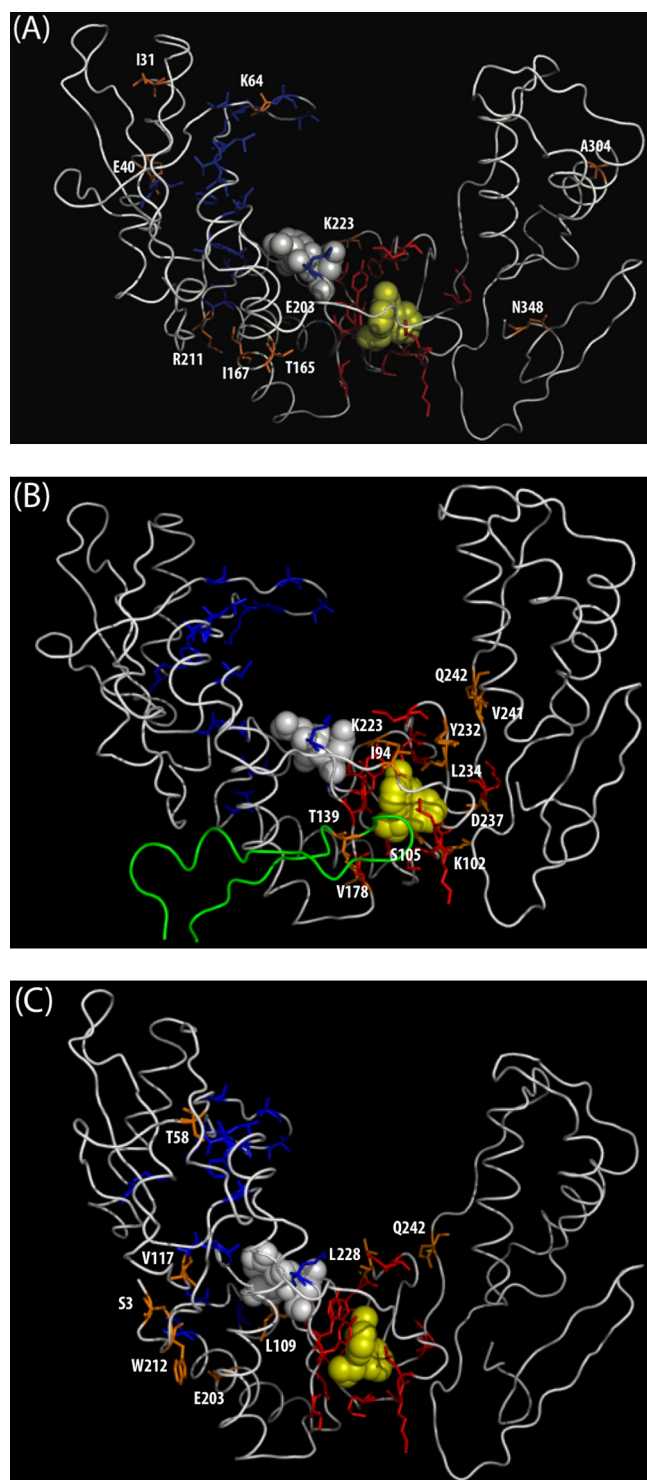 (A)
I31
K64
E40
A304
K223
E203
N348
R211
I167
T165
(B)
Q242
K223
V241
Y232
I94
L234
T139
D237
S105
K102
V178
(C)
T58
Q242
V117
L228
S3
L109
W212
E203